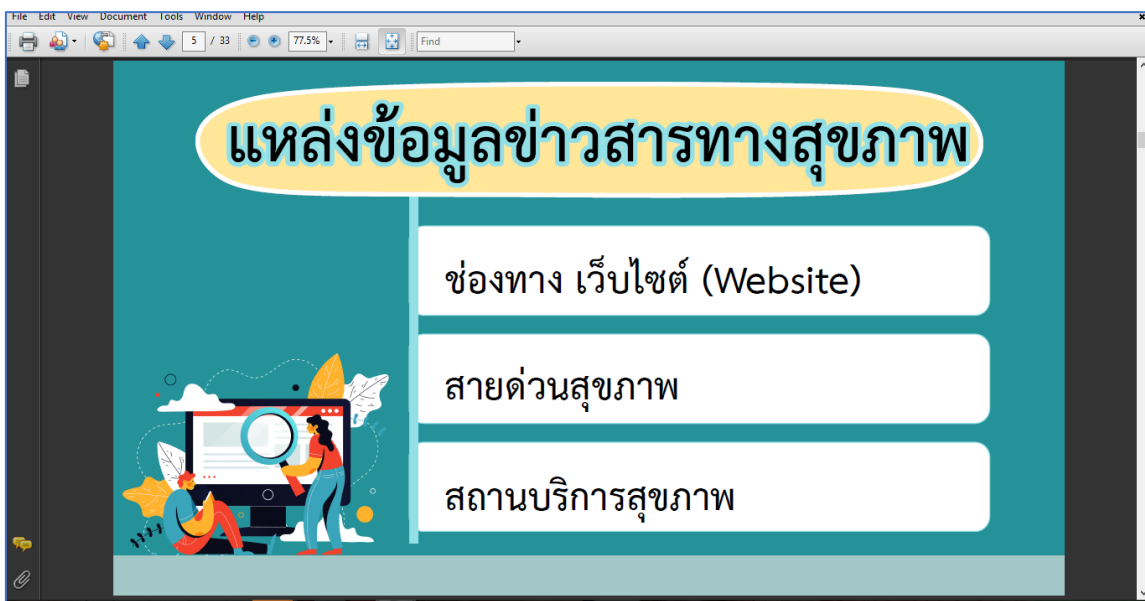 File Edit View Document Tools Window Help
5 / 33 77.5% Find
แหล่งข้อมูลข่าวสารทางสุขภาพ
ช่องทาง เว็บไซต์ (Website)
สายด่วนสุขภาพ
สถานบริการสุขภาพ